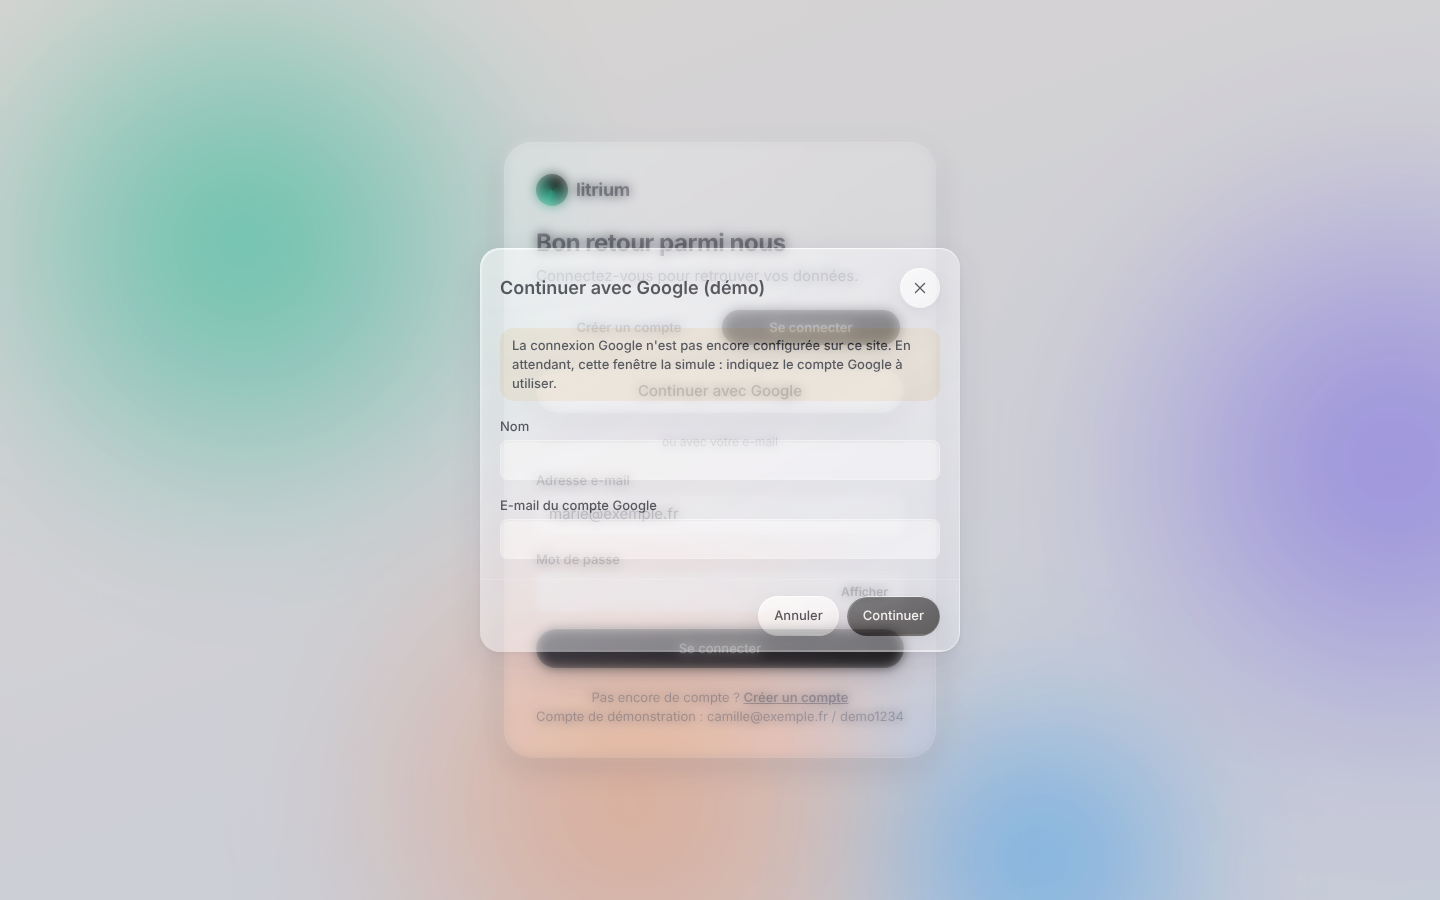 litrium
Bon retour parmi nous
Connectez-vous pour retrouver vos données.
Continuer avec Google (démo)
Créer un compte
Se connecter
La connexion Google n'est pas encore configurée sur ce site. En
attendant, cette fenêtre la simule : indiquez le compte Google à
utiliser.
Continuer avec Google
Nom
ou avec votre e-mail
Adresse e-mail
E-mail du compte Google
marie@exemple.fr
Mot de passe
Afficher
Annuler
Continuer
Se connecter
Pas encore de compte ? Créer un compte
Compte de démonstration : camille@exemple.fr / demo1234